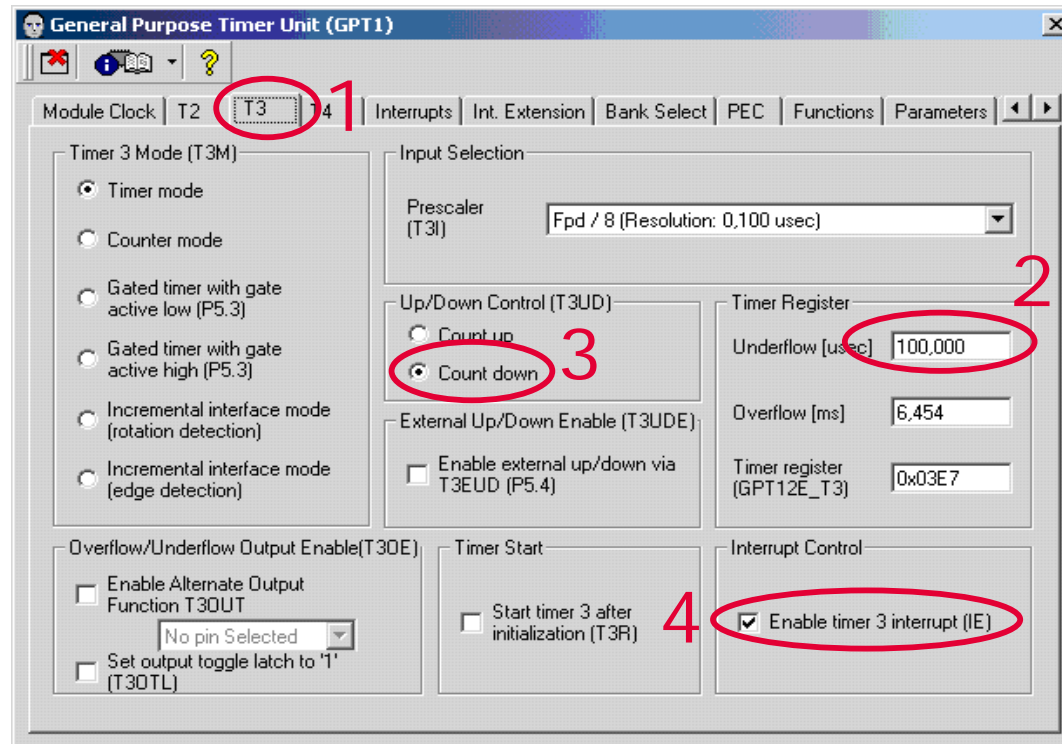 General Purpose Timer Unit (GPT1)
1
Module Clock T2 T3 T4 Interrupts Int. Extension Bank Select PEC Functions Parameters
Timer 3 Mode (T3M)
Timer mode
Counter mode
Gated timer with gate
active low (P5.3)
Gated timer with gate
active high (P5.3)
Incremental interface mode
(rotation detection)
Incremental interface mode
(edge detection)
Input Selection
Prescaler
(T3I)
Fpd / 8 (Resolution: 0,100 usec)
2
Up/Down Control (T3UD)
Count up
3
Count down
External Up/Down Enable (T3UDE)
Enable external up/down via
T3EUD (P5.4)
Timer Register
Underflow [usec] 100,000
Overflow [ms] 6,454
Timer register
(GPT12E_T3)
0x03E7
Overflow/Underflow Output Enable(T3OE)
Enable Alternate Output
Function T3OUT
No pin Selected
Set output toggle latch to '1'
(T3OTL)
Timer Start
Start timer 3 after
initialization (T3R)
4
Interrupt Control
Enable timer 3 interrupt (IE)